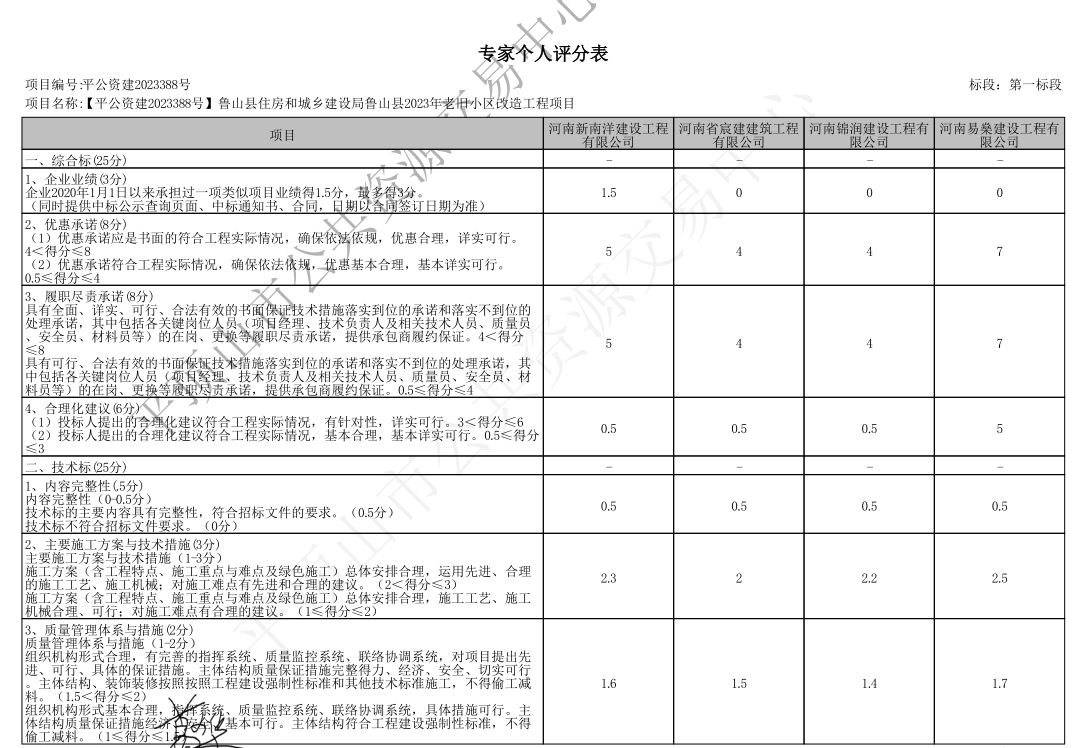 专家个人评分表
项目编号:平公资建2023388号
标段：第一标段
项目名称:【平公资建2023388号】鲁山县住房和城乡建设局鲁山县2023年老旧小区改造工程项目
项目
河南新南洋建设工程
有限公司
河南省宸建建筑工程
有限公司
河南锦润建设工程有
限公司
河南易燊建设工程有
限公司
一、综合标(25分)
—
—
—
—
1、企业业绩(3分)
企业2020年1月1日以来承担过一项类似项目业绩得1.5分，最多得3分。
（同时提供中标公示查询页面、中标通知书、合同，日期以合同签订日期为准）
1.5
0
0
0
2、优惠承诺(8分)
（1）优惠承诺应是书面的符合工程实际情况，确保依法依规，优惠合理，详实可行。
4＜得分≤8
（2）优惠承诺符合工程实际情况，确保依法依规，优惠基本合理，基本详实可行。
0.5≤得分≤4
5
4
4
7
3、履职尽责承诺(8分)
具有全面、详实、可行、合法有效的书面保证技术措施落实到位的承诺和落实不到位的
处理承诺，其中包括各关键岗位人员（项目经理、技术负责人及相关技术人员、质量员
、安全员、材料员等）的在岗、更换等履职尽责承诺，提供承包商履约保证。4＜得分
≤8
具有可行、合法有效的书面保证技术措施落实到位的承诺和落实不到位的处理承诺，其
中包括各关键岗位人员（项目经理、技术负责人及相关技术人员、质量员、安全员、材
料员等）的在岗、更换等履职尽责承诺，提供承包商履约保证。0.5≤得分≤4
5
4
4
7
4、合理化建议(6分)
（1）投标人提出的合理化建议符合工程实际情况，有针对性，详实可行。3＜得分≤6
（2）投标人提出的合理化建议符合工程实际情况，基本合理，基本详实可行。0.5≤得分
≤3
0.5
0.5
0.5
5
二、技术标(25分)
—
—
—
—
1、内容完整性(.5分)
内容完整性（0-0.5分）
技术标的主要内容具有完整性，符合招标文件的要求。（0.5分）
技术标不符合招标文件要求。（0分）
0.5
0.5
0.5
0.5
2、主要施工方案与技术措施(3分)
主要施工方案与技术措施（1-3分）
施工方案（含工程特点、施工重点与难点及绿色施工）总体安排合理，运用先进、合理
的施工工艺、施工机械；对施工难点有先进和合理的建议。（2＜得分≤3）
施工方案（含工程特点、施工重点与难点及绿色施工）总体安排合理，施工工艺、施工
机械合理、可行；对施工难点有合理的建议。（1≤得分≤2）
2.3
2
2.2
2.5
3、质量管理体系与措施(2分)
质量管理体系与措施（1-2分）
组织机构形式合理，有完善的指挥系统、质量监控系统、联络协调系统，对项目提出先
进、可行、具体的保证措施。主体结构质量保证措施完整得力、经济、安全、切实可行
。主体结构、装饰装修按照按照工程建设强制性标准和其他技术标准施工，不得偷工减
料。（1.5＜得分≤2）
组织机构形式基本合理，指挥系统、质量监控系统、联络协调系统，具体措施可行。主
体结构质量保证措施经济、安全、基本可行。主体结构符合工程建设强制性标准，不得
偷工减料。（1≤得分≤1.5
1.6
1.5
1.4
1.7
平顶山市公共资源交易中心
平顶山市公共资源交易中心